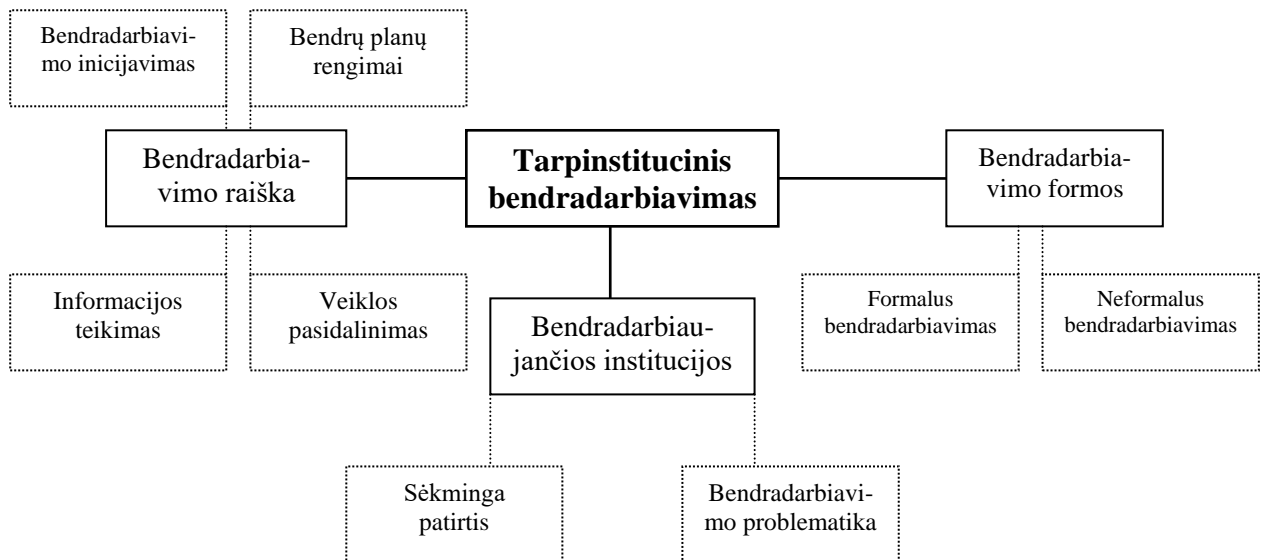 Bendradarbiavi-
mo inicijavimas
Bendrų planų
rengimai
Bendradarbia-
vimo raiška
Tarpinstitucinis
bendradarbiavimas
Bendradarbia-
vimo formos
Informacijos
teikimas
Veiklos
pasidalinimas
Bendradarbiau-
jančios institucijos
Formalus
bendradarbiavimas
Neformalus
bendradarbiavimas
Sėkminga
patirtis
Bendradarbiavi-
mo problematika